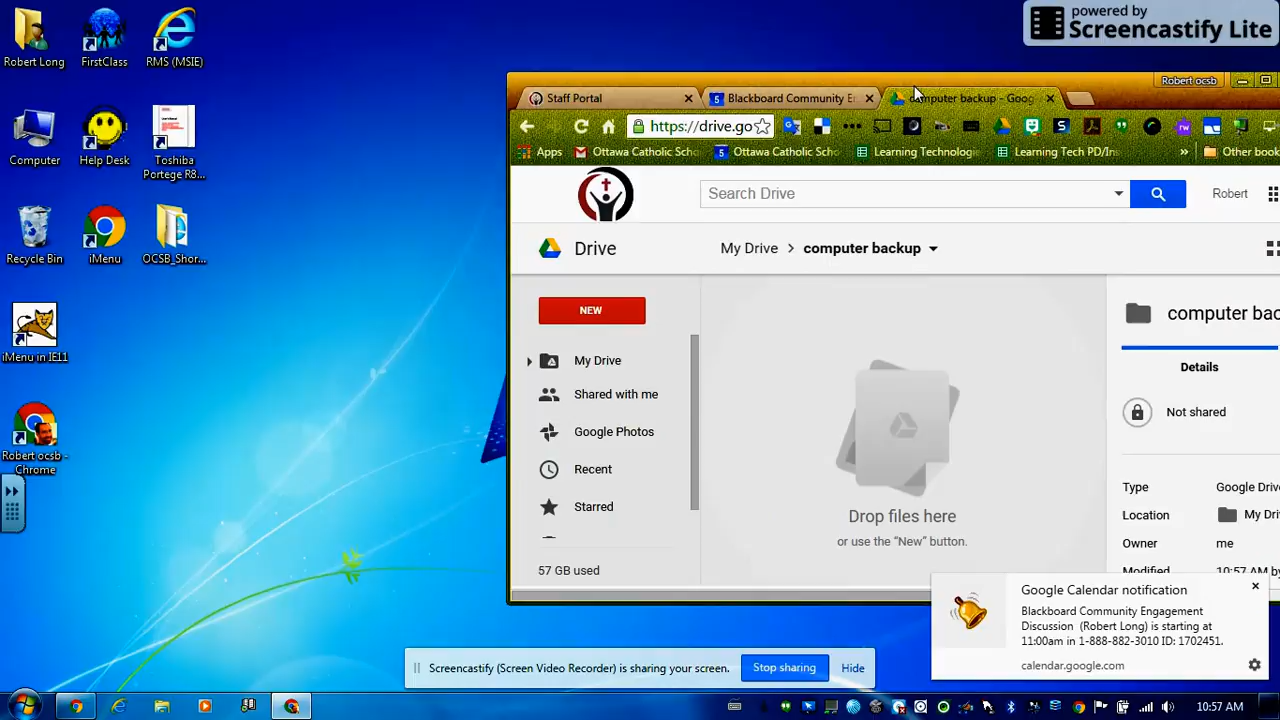 powered by
Screencastify Lite
Robert Long
FirstClass
RMS (MSIE)
Computer
Help Desk
Toshiba
Portege R8...
Recycle Bin
iMenu
OCSB_Shor...
iMenu in IE11
Robert ocsb -
Chrome
Robert ocsb
Staff Portal
Blackboard Community E
computer backup - Goog
https://drive.go
Apps
Ottawa Catholic Scho
Ottawa Catholic Scho
Learning Technologie
Learning Tech PD/Ins
Other book
Search Drive
Robert
Drive
My Drive > computer backup
NEW
computer bac
My Drive
Details
Shared with me
Not shared
Google Photos
Recent
Type Google Drive
Starred
Location My Dri
Drop files here
or use the “New” button.
Owner me
57 GB used
Modified 10:57 AM by
Google Calendar notification
Blackboard Community Engagement
Discussion (Robert Long) is starting at
11:00am in 1-888-882-3010 ID: 1702451.
calendar.google.com
Screencastify (Screen Video Recorder) is sharing your screen.
Stop sharing
Hide
10:57 AM